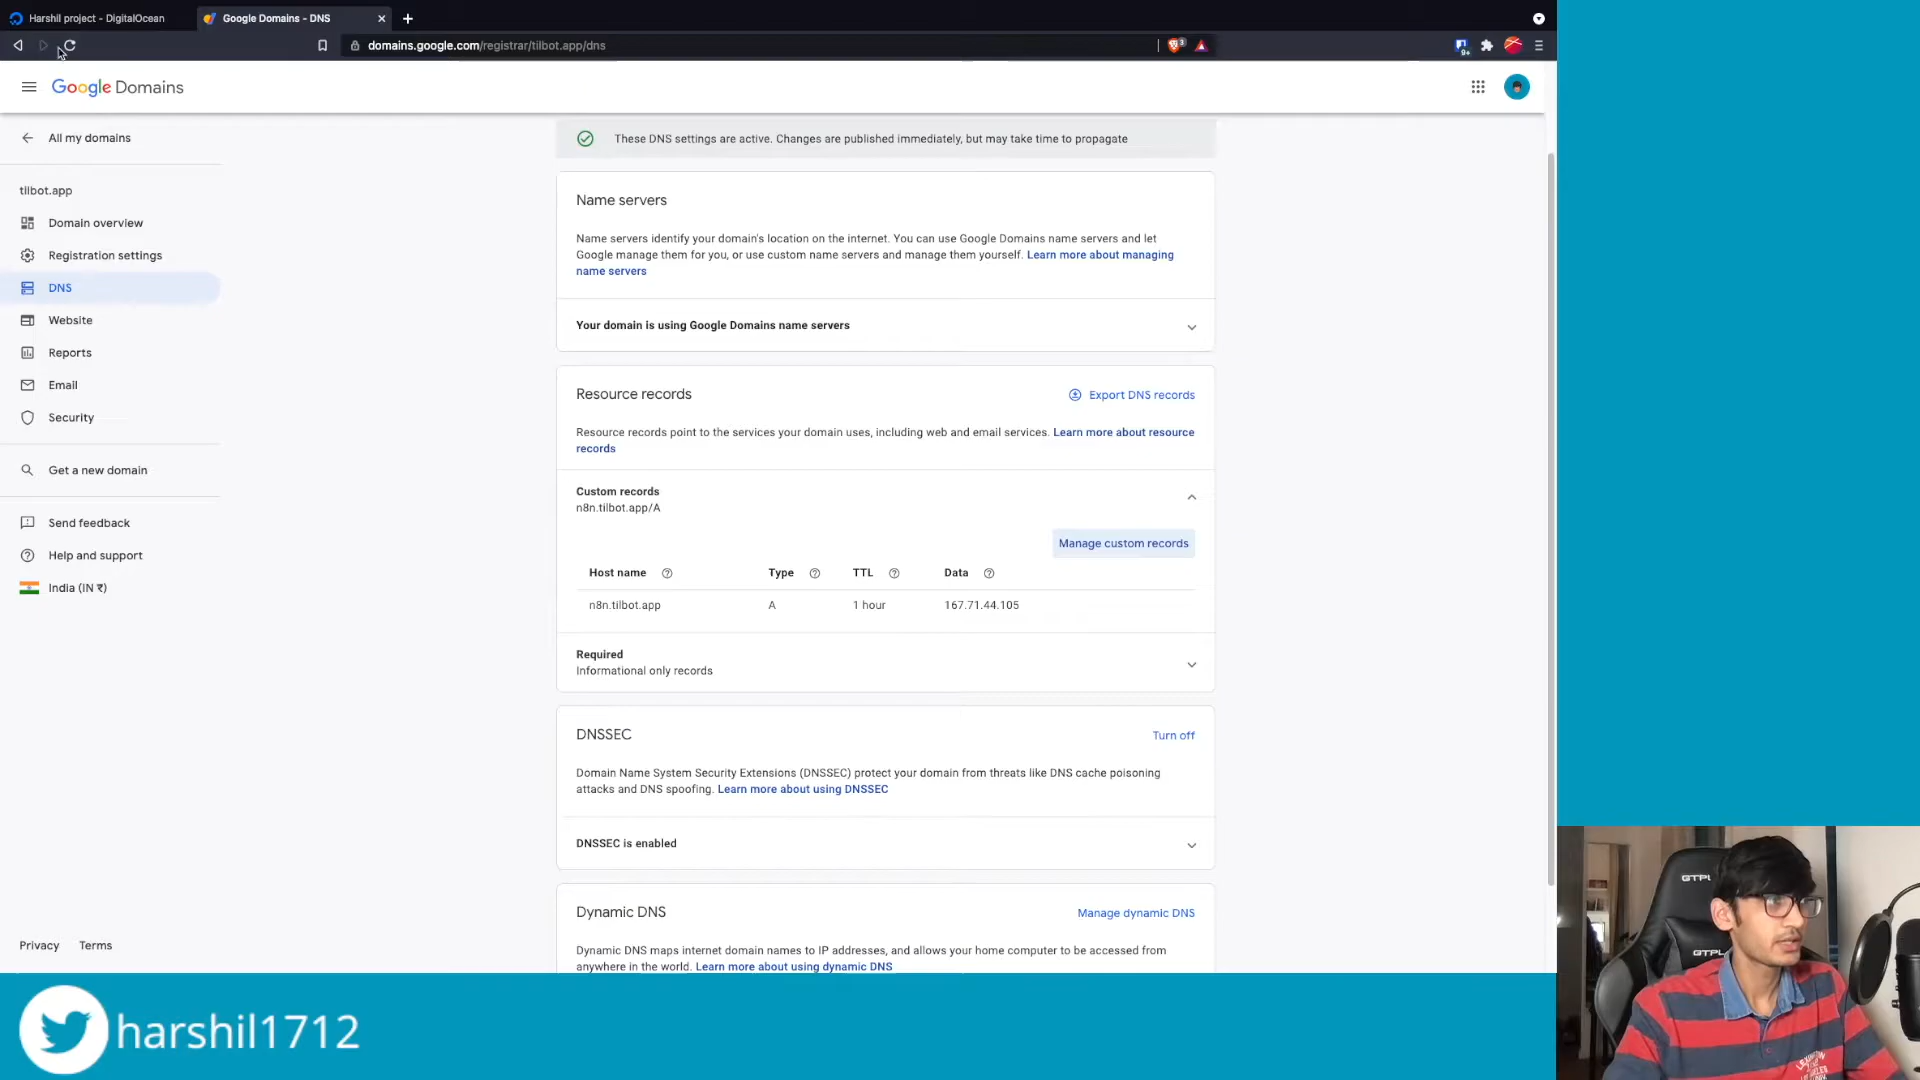 Harshil project - DigitalOcean
Google Domains - DNS
domains.google.com/registrar/tilbot.app/dns
Google Domains
All my domains
tilbot.app
Domain overview
Registration settings
DNS
Website
Reports
Email
Security
Get a new domain
Send feedback
Help and support
India (IN ₹)
Privacy
Terms
These DNS settings are active. Changes are published immediately, but may take time to propagate
Name servers
Name servers identify your domain's location on the internet. You can use Google Domains name servers and let
Google manage them for you, or use custom name servers and manage them yourself. Learn more about managing
name servers
Your domain is using Google Domains name servers
Resource records
Export DNS records
Resource records point to the services your domain uses, including web and email services. Learn more about resource
records
Custom records
n8n.tilbot.app/A
Manage custom records
Host name Type TTL Data
n8n.tilbot.app A 1 hour 167.71.44.105
Required
Informational only records
DNSSEC
Turn off
Domain Name System Security Extensions (DNSSEC) protect your domain from threats like DNS cache poisoning
attacks and DNS spoofing. Learn more about using DNSSEC
DNSSEC is enabled
Dynamic DNS
Manage dynamic DNS
Dynamic DNS maps internet domain names to IP addresses, and allows your home computer to be accessed from
anywhere in the world. Learn more about using dynamic DNS
harshil1712
GTPL